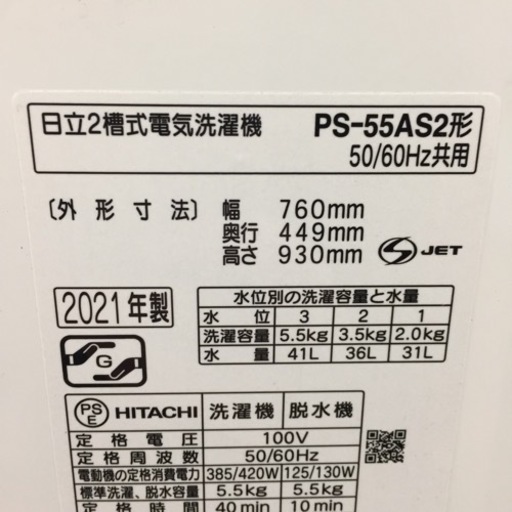 日立2槽式電気洗濯機 PS-55AS2形
50/60Hz共用
〔外形寸法〕幅 760mm
奥行 449mm
高さ 930mm
S JET
2021年製
水位別の洗濯容量と水量
水位 3 2 1
洗濯容量 5.5kg 3.5kg 2.0kg
水量 41L 36L 31L
G
PS E HITACHI 洗濯機 脱水機
定格電圧 100V
定格周波数 50/60Hz
電動機の定格消費電力 385/420W 125/130W
標準洗濯、脱水容量 5.5kg 5.5kg
定格時間 40min 10min